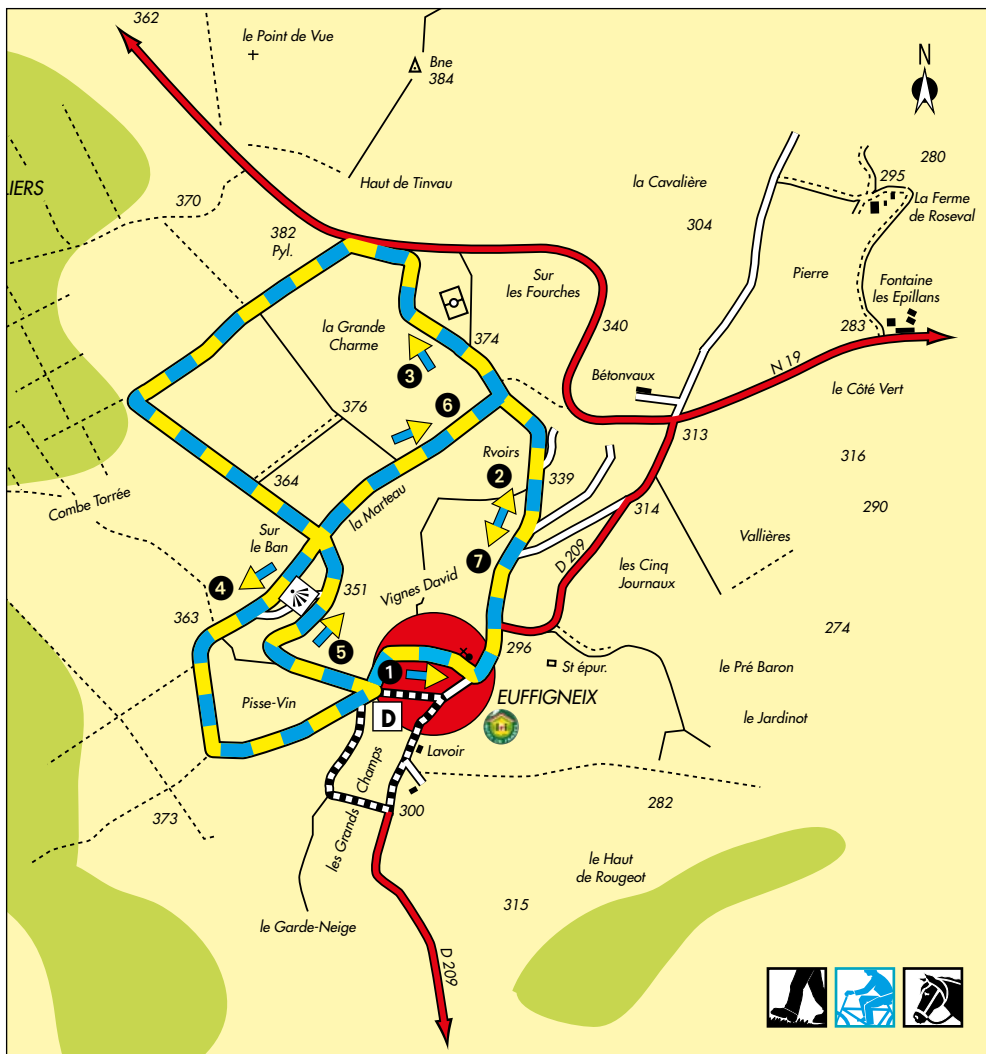 362
le Point de Vue
Bne
384
N
LIERS
370
Haut de Tinvau
la Cavalière
304
280
295
La Ferme
de Roseval
382
Pyl.
Sur
les Fourches
Pierre
Fontaine
les Epillans
283
la Grande
Charme
374
340
3
Bétonvaux
N 19
le Côté Vert
376
6
313
316
Rvoirs
2
339
364
290
Combe Torrée
la Marteau
314
Sur
le Ban
Vallières
7
D 209
les Cinq
Journaux
4
351
Vignes David
363
274
5
296
1
St épur.
le Pré Baron
Pisse-Vin
EUFFIGNEIX
D
le Jardinot
Lavoir
373
les Grands Champs
300
282
le Haut
de Rougeot
315
le Garde-Neige
D 209